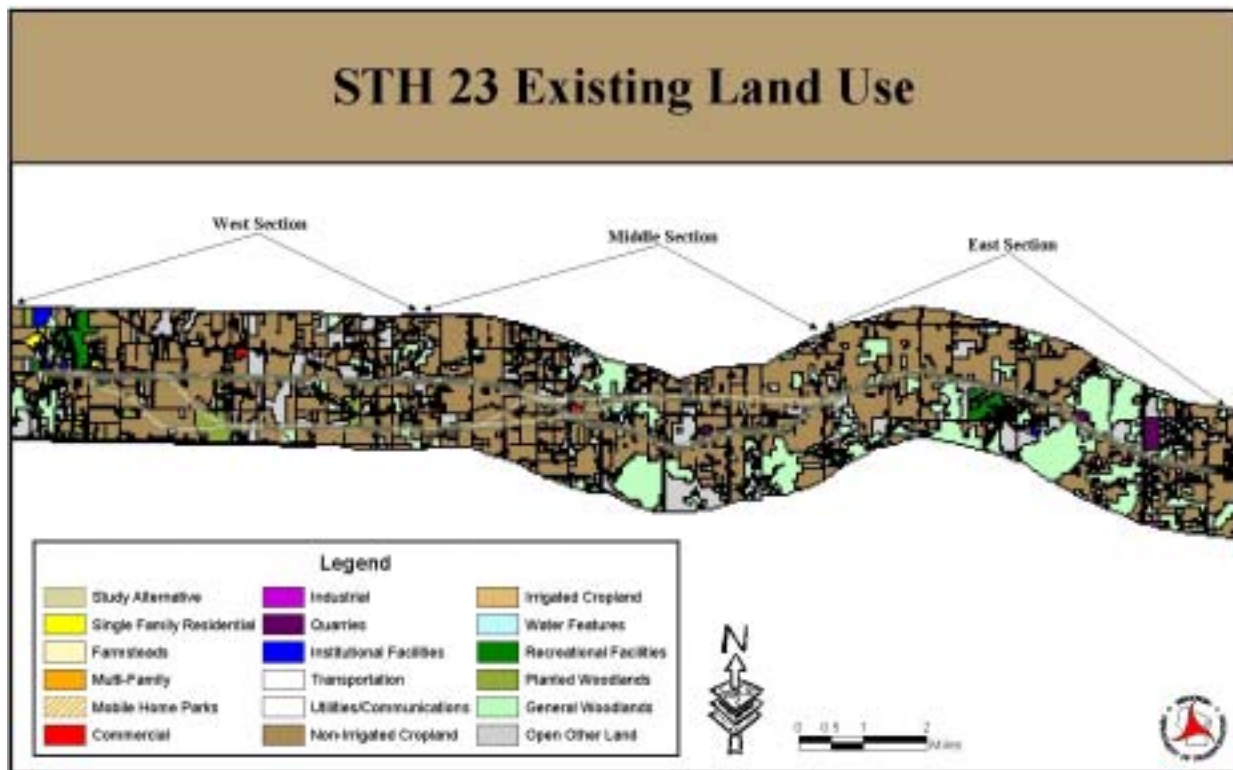 STH 23 Existing Land Use
West Section
Middle Section
East Section
Legend
Study Alternative
Single Family Residential
Farmsteads
Multi-Family
Mobile Home Parks
Commercial
Industrial
Quarries
Institutional Facilities
Transportation
Utilities/Communications
Non-Irrigated Cropland
Irrigated Cropland
Water Features
Recreational Facilities
Planted Woodlands
General Woodlands
Open Other Land
N
0 0.5 1 2
Miles